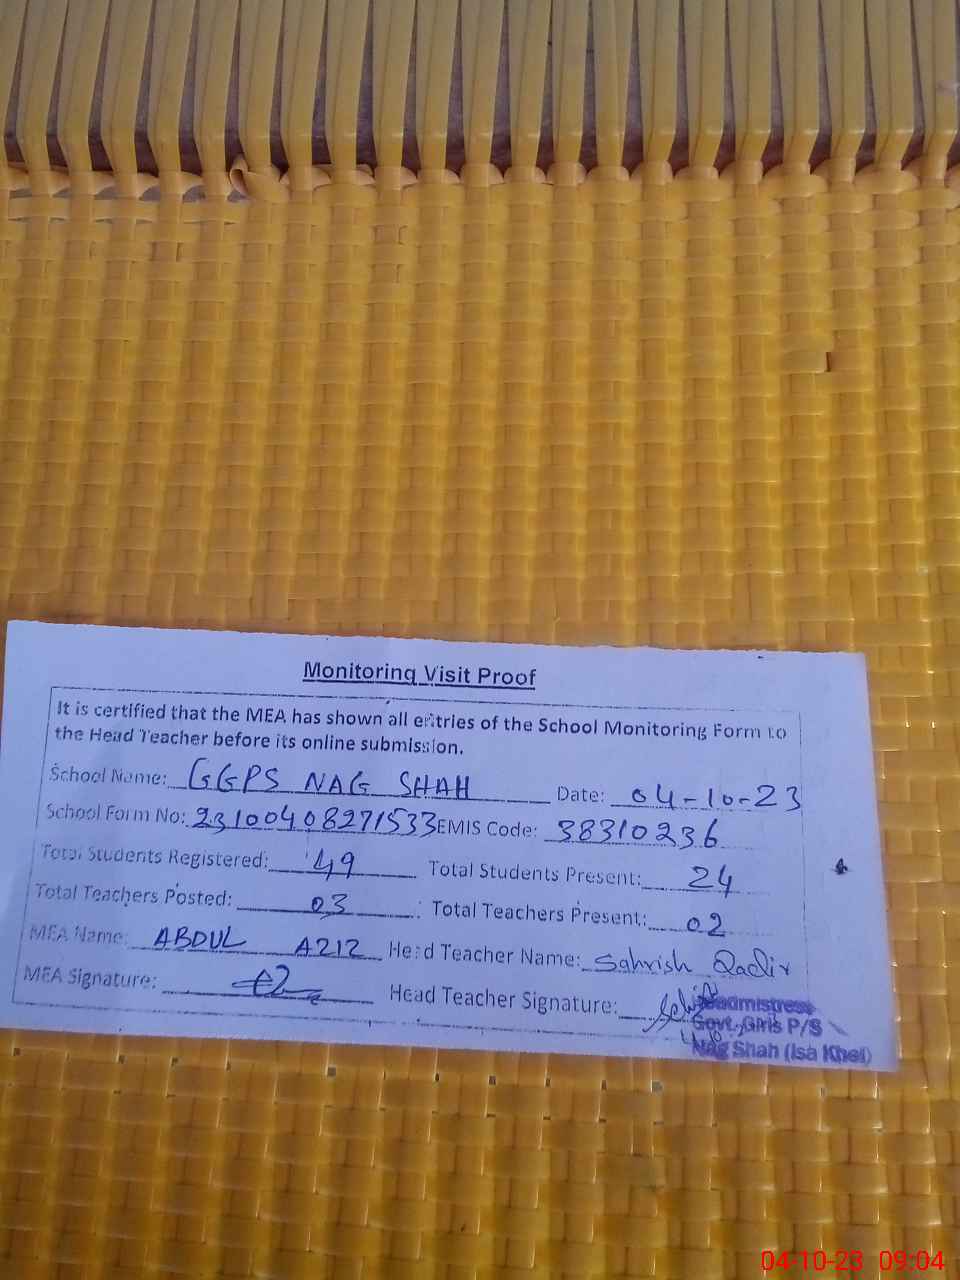 Monitoring Visit Proof
It is certified that the MEA has shown all entries of the School Monitoring Form to
the Head Teacher before its online submission.
School Name: GGPS NAG SHAH Date: 04-10-23
School Form No: 23100408271533 EMIS Code: 38310236
Total Students Registered: 49 Total Students Present: 24
Total Teachers Posted: 03 Total Teachers Present: 02
MEA Name: ABDUL AZIZ Head Teacher Name: Sahrish Qadir
MEA Signature: Head Teacher Signature:
Headmistress
Govt. Girls P/S
Nag Shah (Isa Khel)
04-10-23 09:04